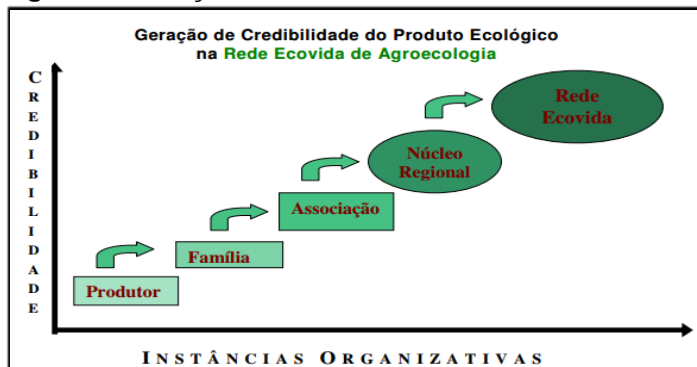 Geração de Credibilidade do Produto Ecológico
na Rede Ecovida de Agroecologia
CREDIBILIDADE
Rede
Ecovida
Núcleo
Regional
Associação
Família
Produtor
INSTÂNCIAS ORGANIZATIVAS